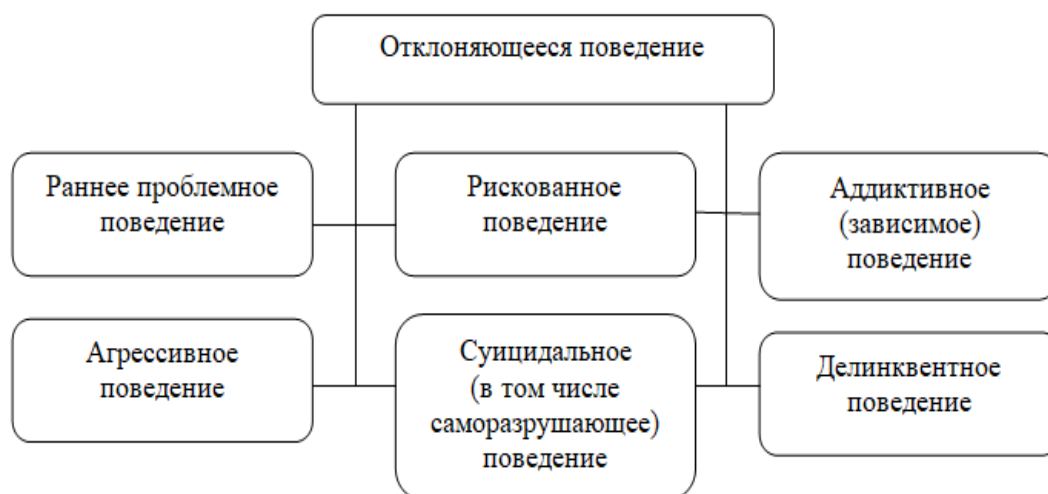 Отклоняющееся поведение
Раннее проблемное
поведение
Рискованное
поведение
Аддиктивное
(зависимое)
поведение
Агрессивное
поведение
Суицидальное
(в том числе
саморазрушающее)
поведение
Делинквентное
поведение